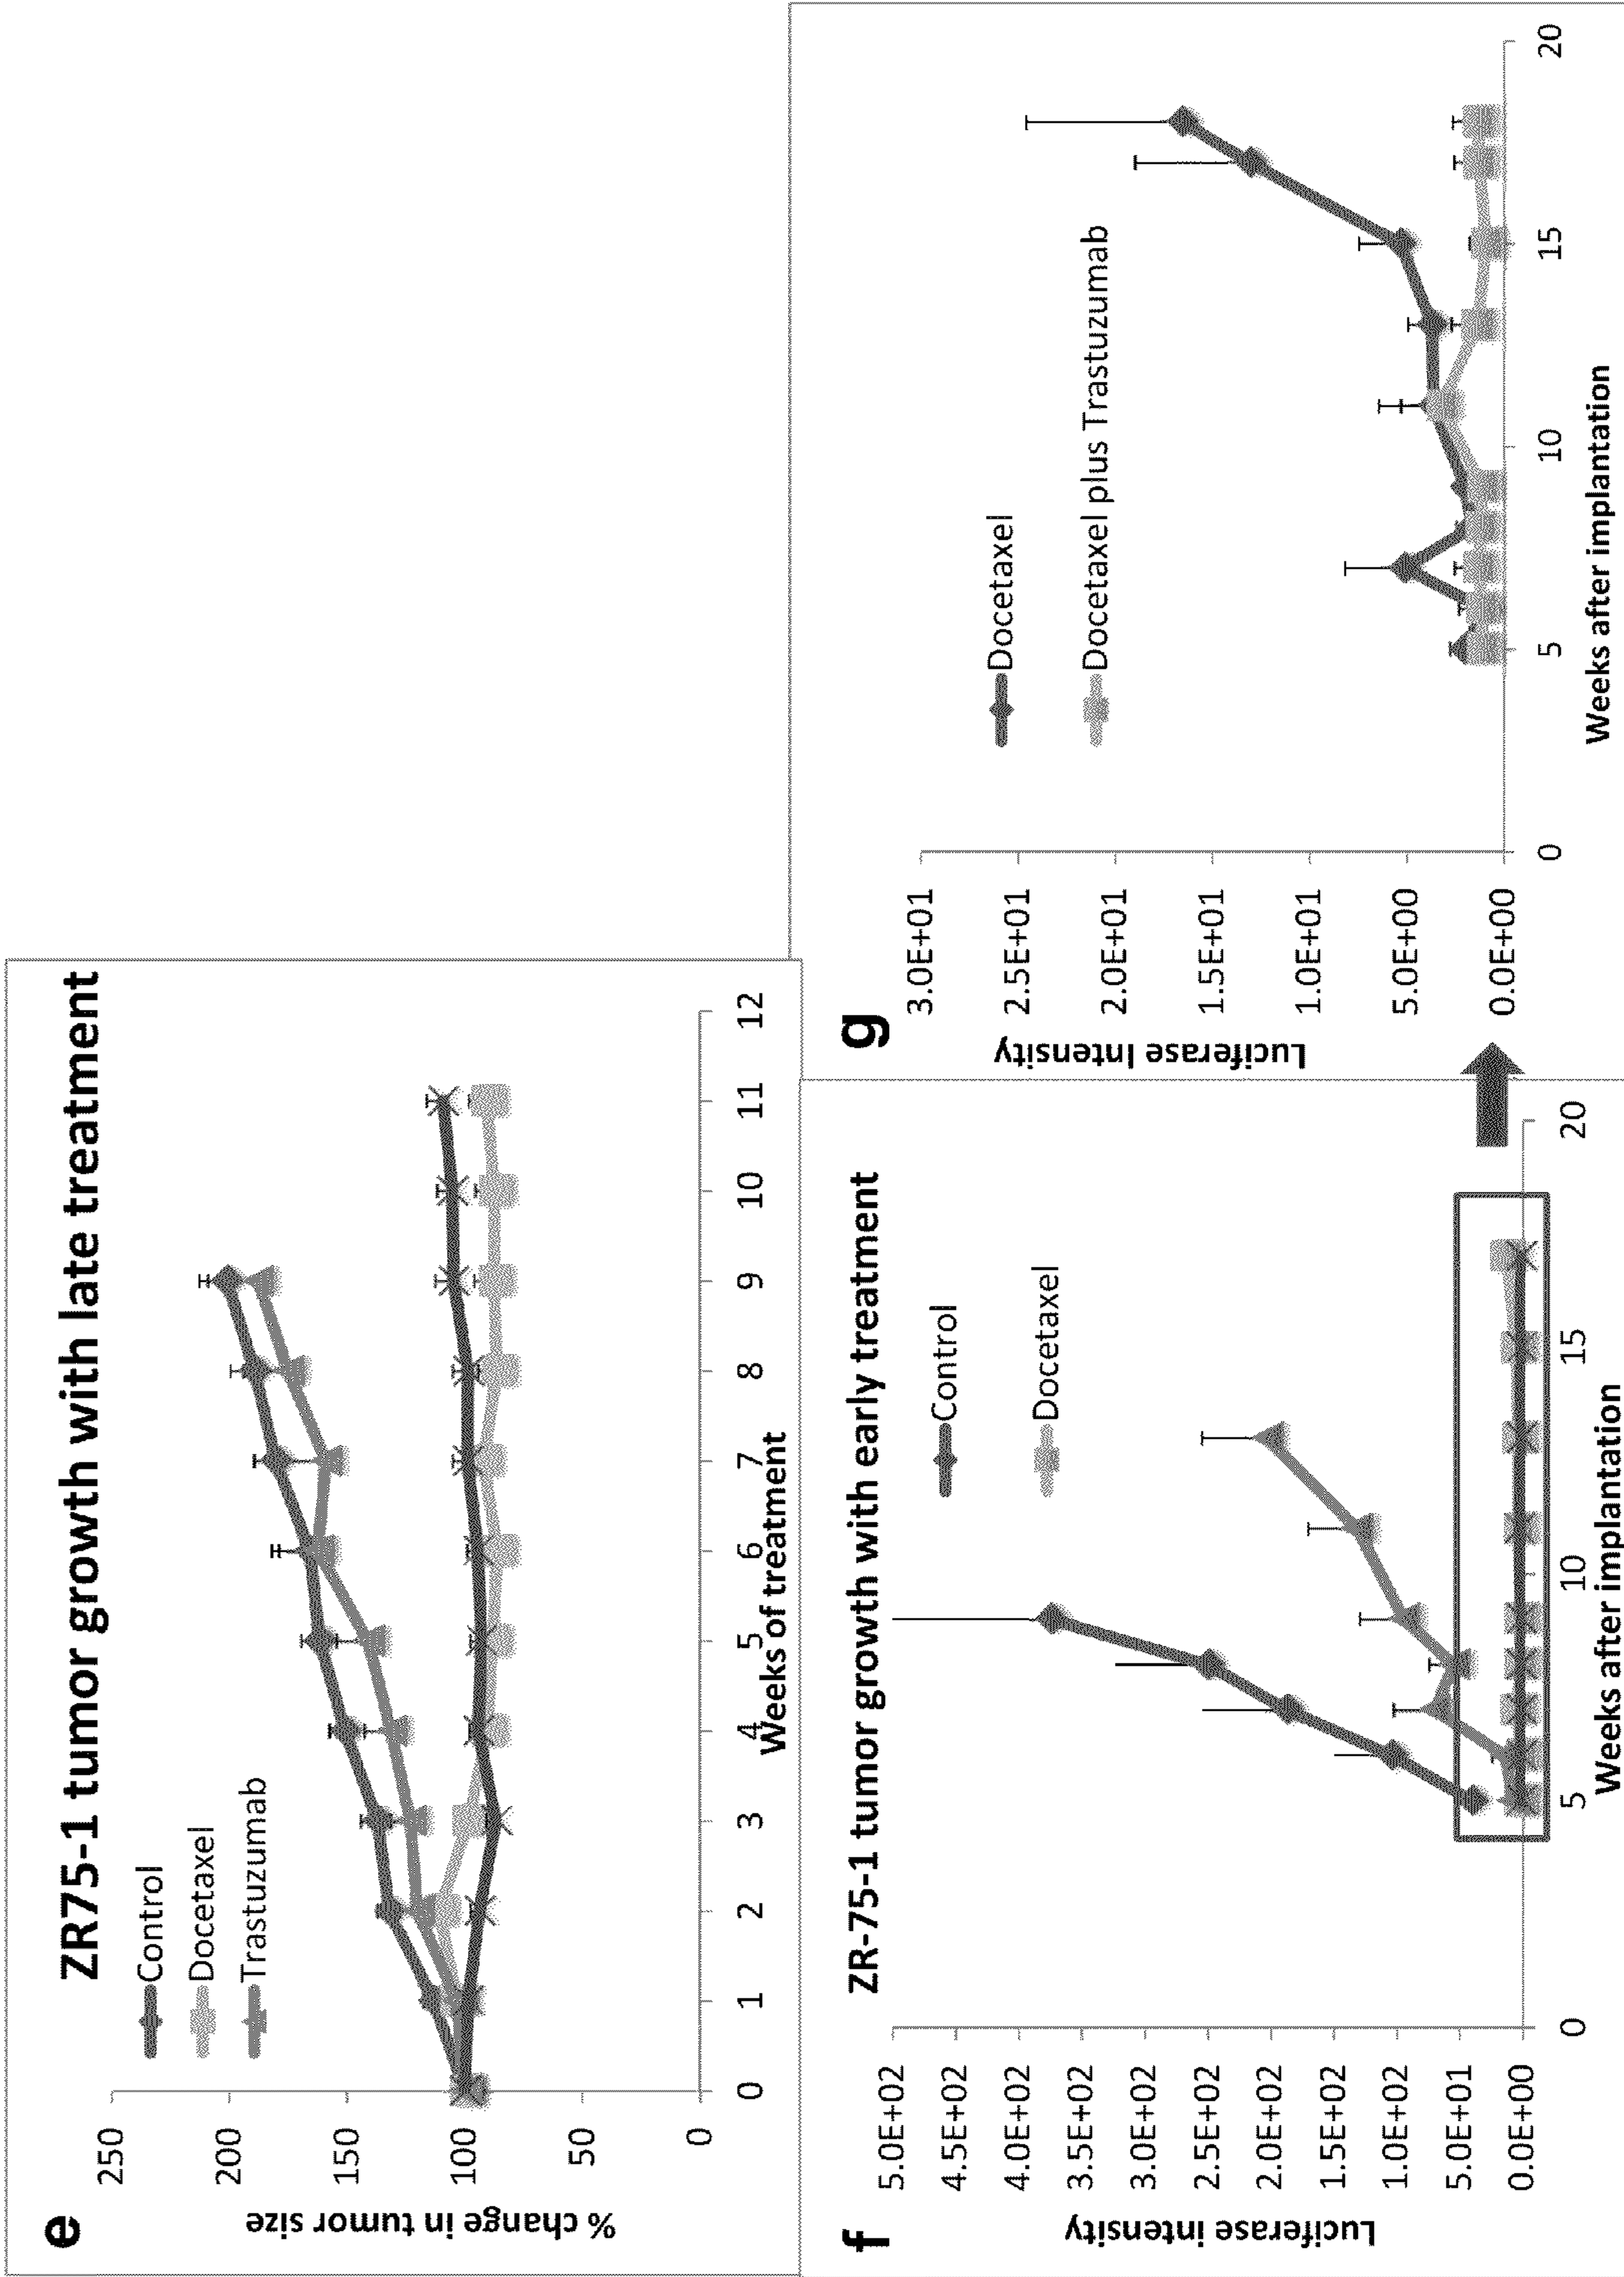 e
ZR75-1 tumor growth with late treatment
Control
Docetaxel
Trastuzumab
% change in tumor size
250
200
150
100
50
0
0 1 2 3 4 5 6 7 8 9 10 11 12
Weeks of treatment
f
ZR-75-1 tumor growth with early treatment
Control
Docetaxel
Luciferase intensity
5.0E+02
4.5E+02
4.0E+02
3.5E+02
3.0E+02
2.5E+02
2.0E+02
1.5E+02
1.0E+02
5.0E+01
0.0E+00
0 5 10 15 20
Weeks after implantation
g
Docetaxel
Docetaxel plus Trastuzumab
Luciferase Intensity
3.0E+01
2.5E+01
2.0E+01
1.5E+01
1.0E+01
5.0E+00
0.0E+00
0 5 10 15 20
Weeks after implantation